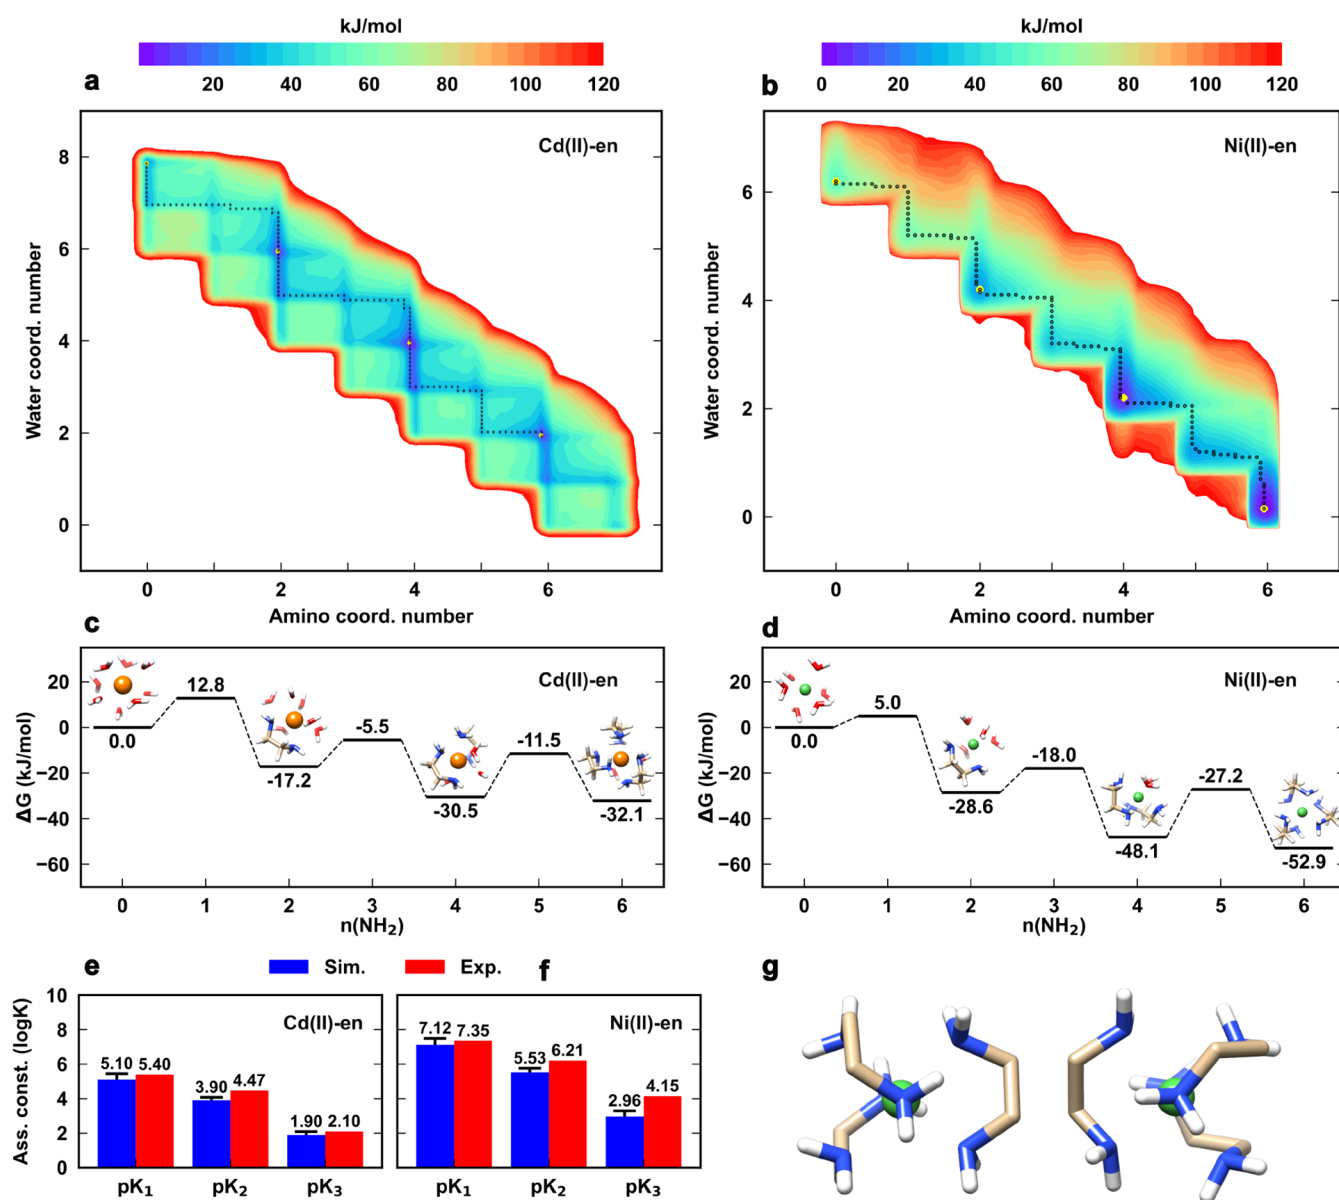 kJ/mol
20 40 60 80 100 120
a
Cd(II)-en
8
6
4
2
0
Water coord. number
0 2 4 6
Amino coord. number
kJ/mol
0 20 40 60 80 100 120
b
Ni(II)-en
6
4
2
0
Water coord. number
0 2 4 6
Amino coord. number
c
Cd(II)-en
20
0
−20
−40
−60
ΔG (kJ/mol)
0.0
12.8
-17.2
-5.5
-30.5
-11.5
-32.1
0 1 2 3 4 5 6
n(NH₂)
d
Ni(II)-en
20
0
−20
−40
−60
ΔG (kJ/mol)
0.0
5.0
-28.6
-18.0
-48.1
-27.2
-52.9
0 1 2 3 4 5 6
n(NH₂)
e
Sim. Exp.
f
Cd(II)-en
10
8
6
4
2
0
Ass. const. (logK)
5.10 5.40
3.90 4.47
1.90 2.10
pK₁ pK₂ pK₃
Ni(II)-en
7.12 7.35
5.53 6.21
2.96 4.15
pK₁ pK₂ pK₃
g